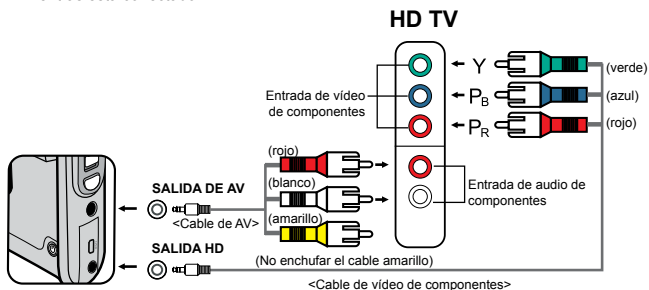 HD TV
Y
(verde)
Entrada de vídeo
de componentes
PB
(azul)
PR
(rojo)
(rojo)
SALIDA DE AV
(blanco)
Entrada de audio de
componentes
<Cable de AV>
(amarillo)
SALIDA HD
(No enchufar el cable amarillo)
<Cable de vídeo de componentes>